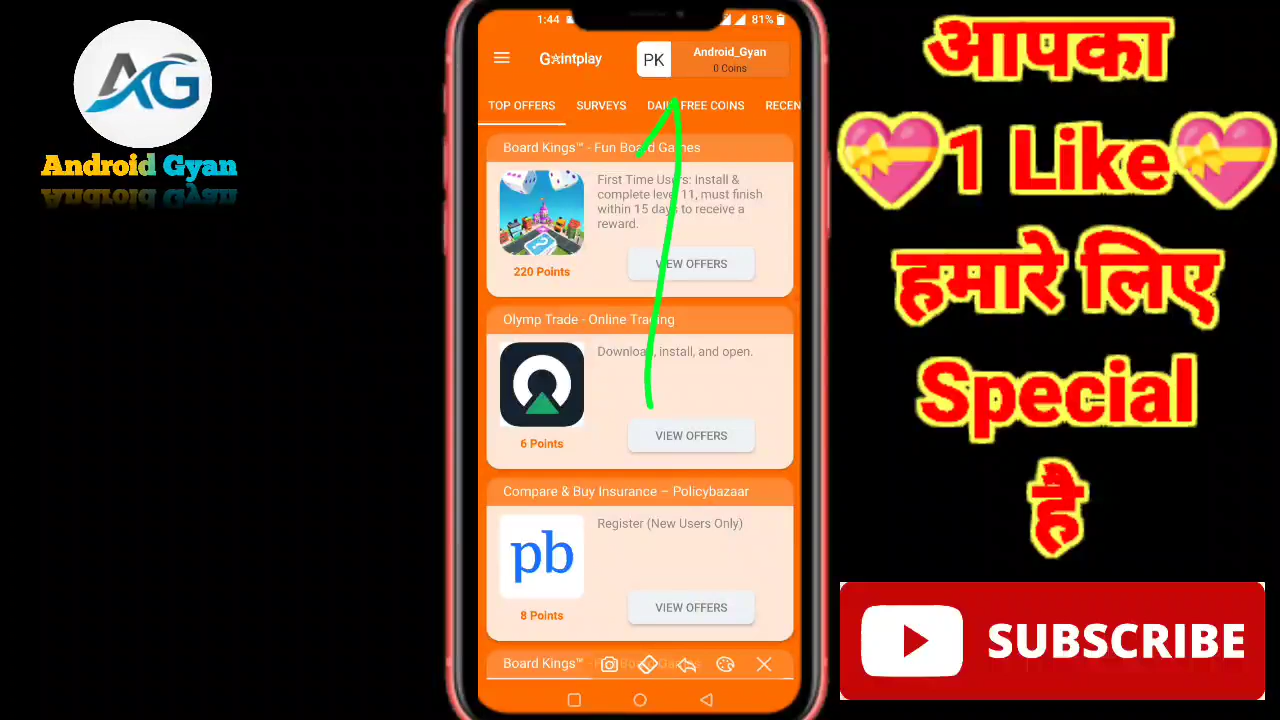 AG
Android Gyan
1:44
81%
G☆intplay
PK
Android_Gyan
0 Coins
TOP OFFERS
SURVEYS
DAILY FREE COINS
RECEN
Board Kings™ - Fun Board Games
First Time Users: Install &
complete level 11, must finish
within 15 days to receive a
reward.
220 Points
VIEW OFFERS
Olymp Trade - Online Trading
Download, install, and open.
6 Points
VIEW OFFERS
Compare & Buy Insurance – Policybazaar
Register (New Users Only)
pb
8 Points
VIEW OFFERS
Board Kings™
आपका
1 Like
हमारे लिए
Special
है
SUBSCRIBE